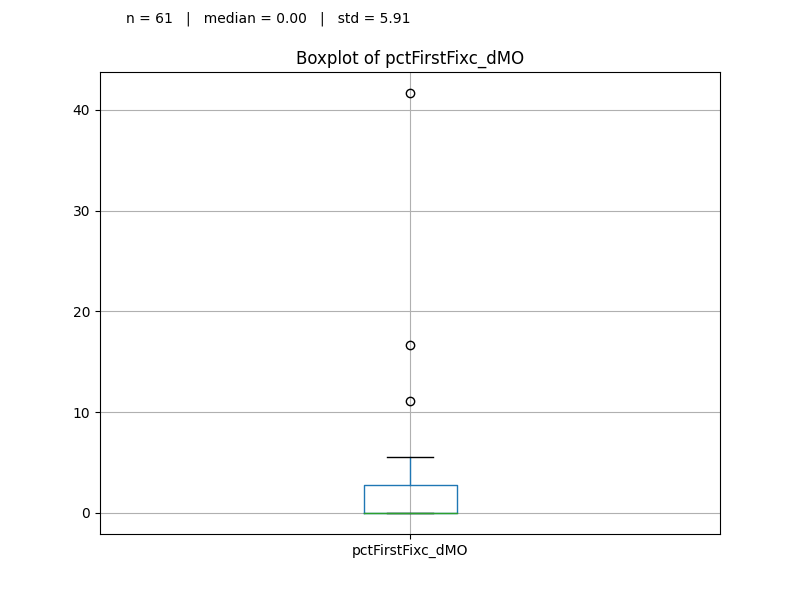 n = 61   |   median = 0.00   |   std = 5.91
Boxplot of pctFirstFixc_dMO
40
30
20
10
0
pctFirstFixc_dMO